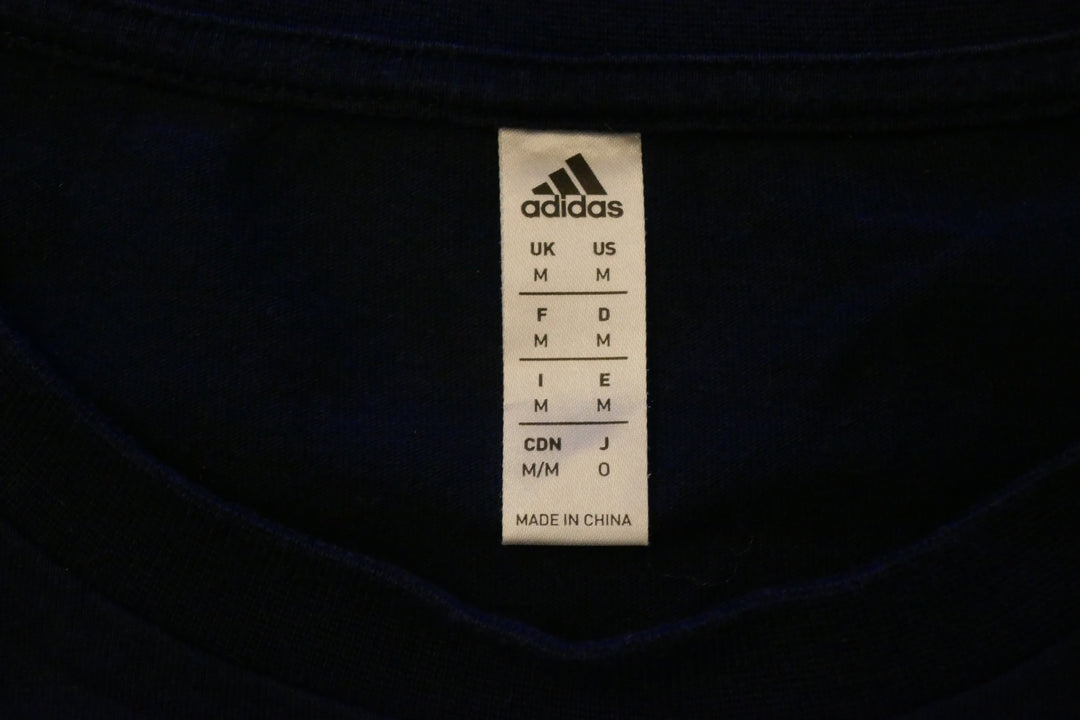 adidas
UK US
M M
F D
M M
I E
M M
CDN J
M/M O
MADE IN CHINA